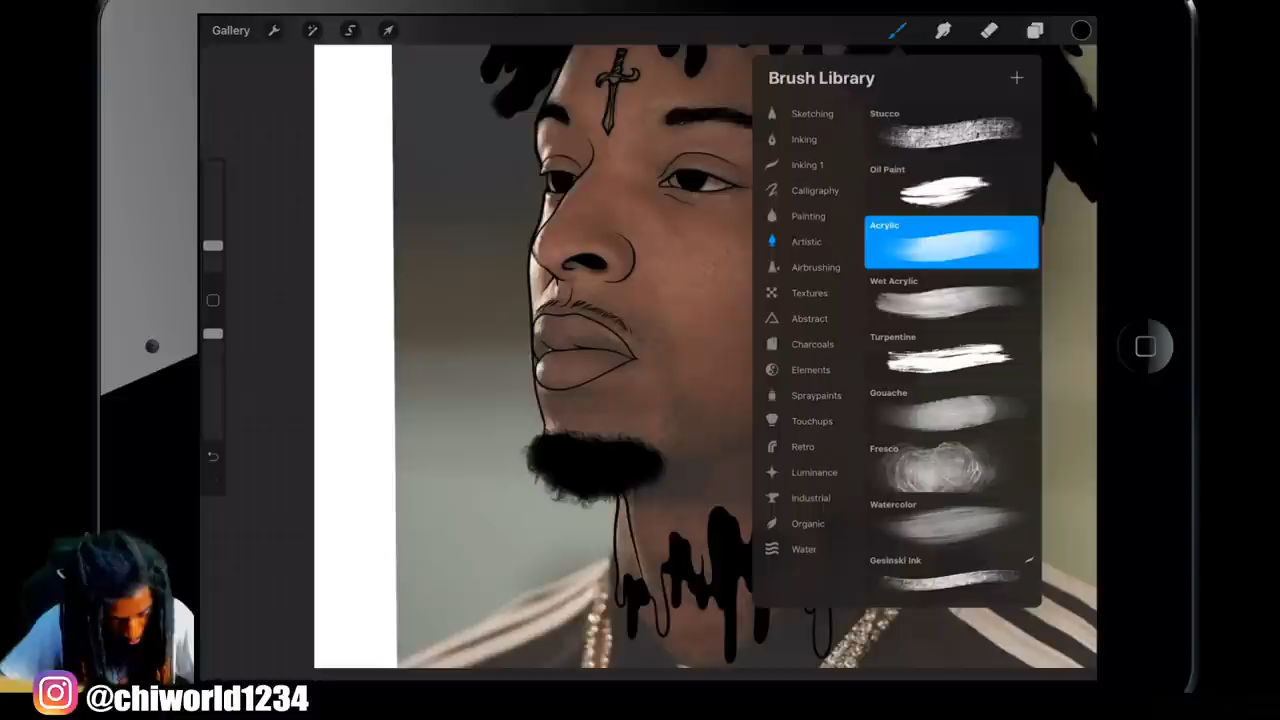 Gallery
Brush Library
Sketching
Inking
Inking 1
Calligraphy
Painting
Artistic
Airbrushing
Textures
Abstract
Charcoals
Elements
Spraypaints
Touchups
Retro
Luminance
Industrial
Organic
Water
Stucco
Oil Paint
Acrylic
Wet Acrylic
Turpentine
Gouache
Fresco
Watercolor
Gesinski Ink
@chiworld1234